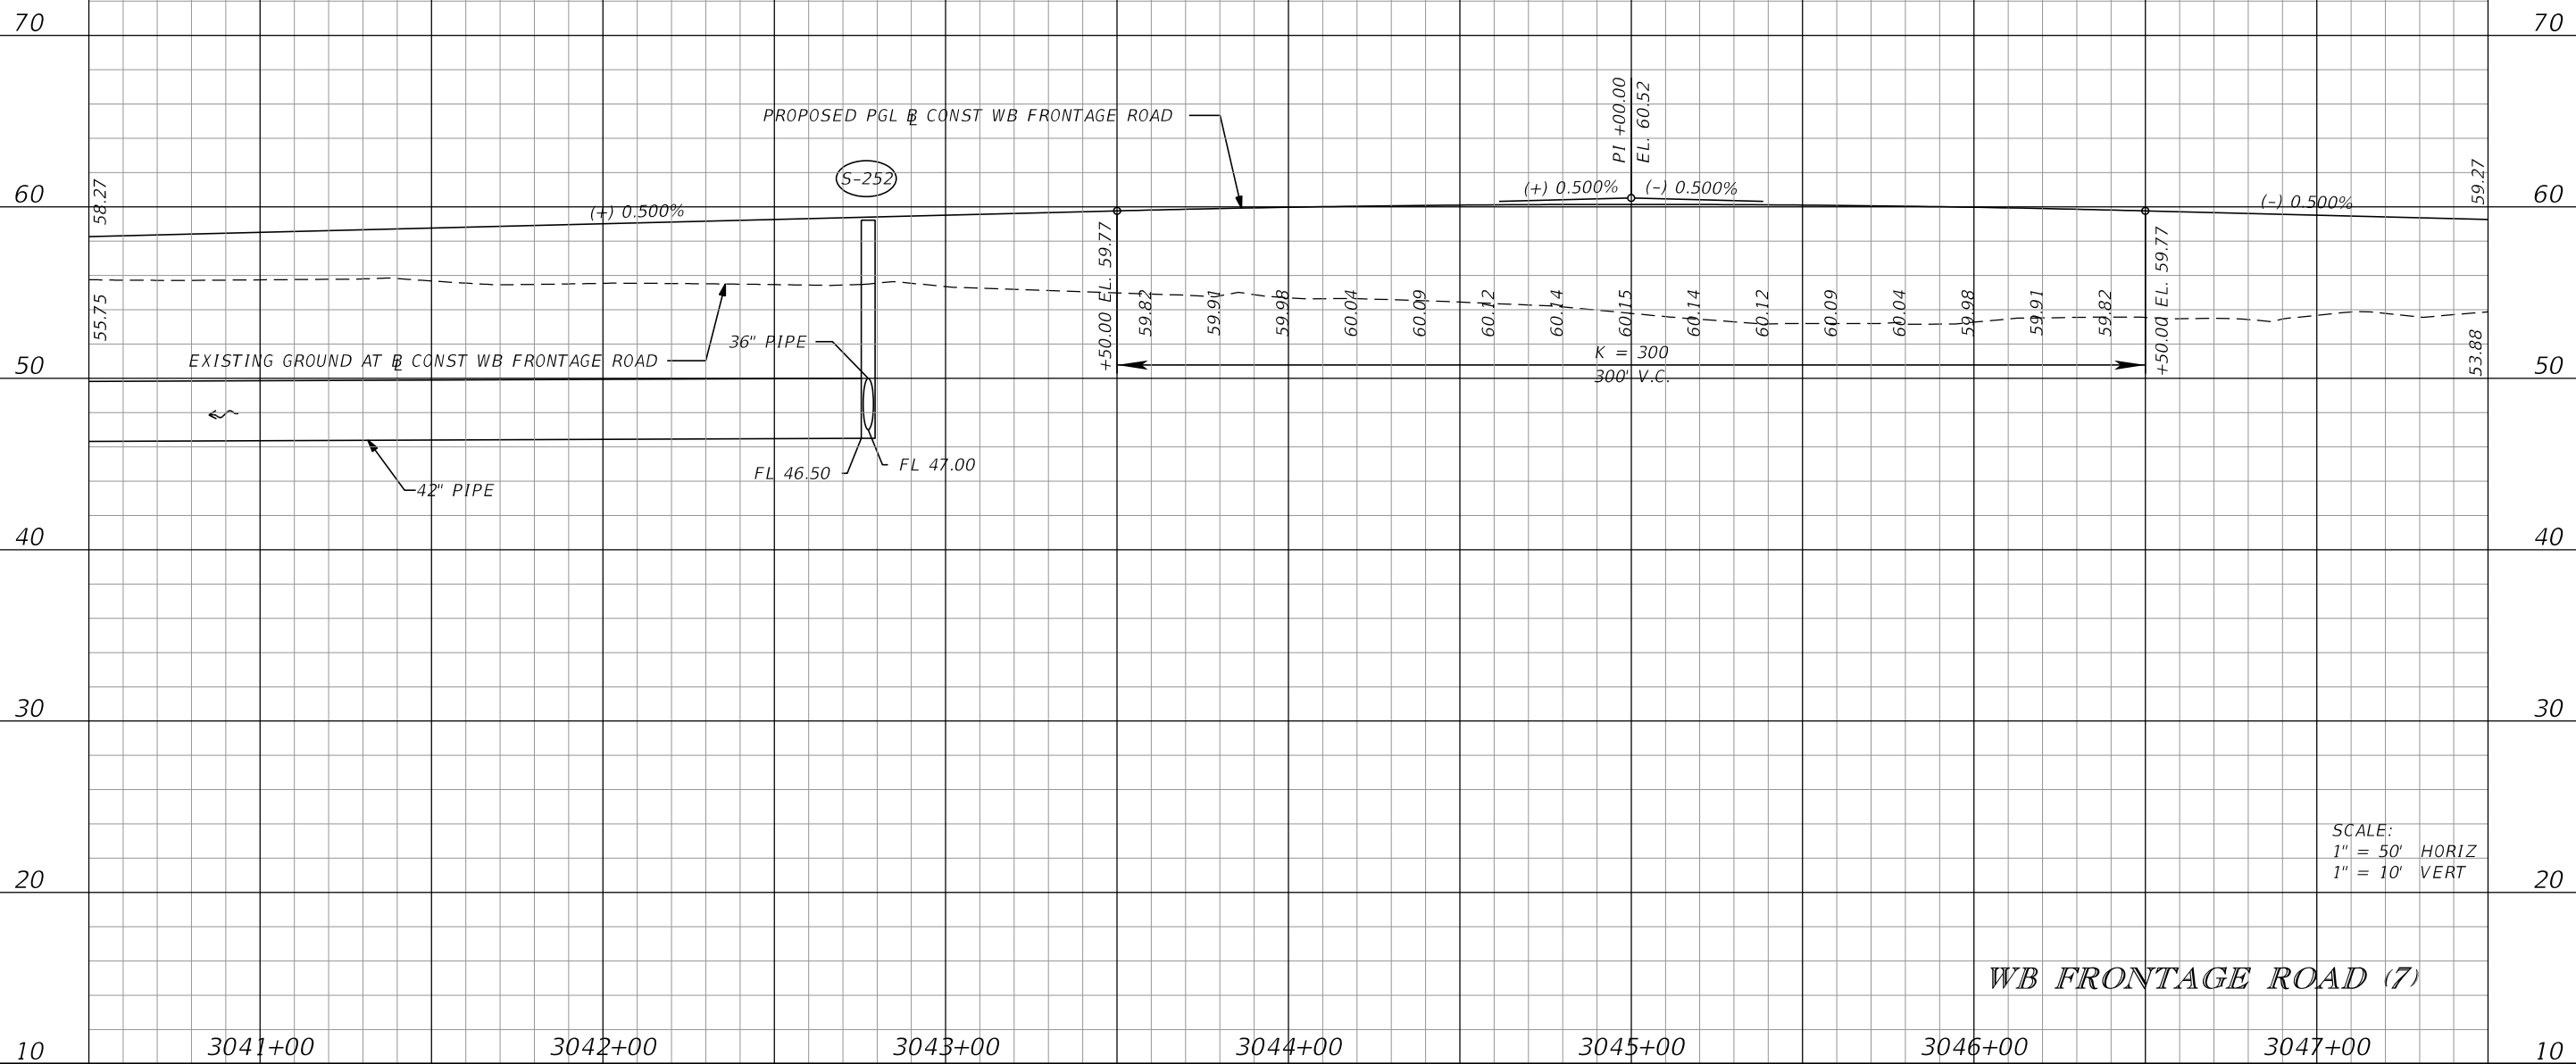 70
70
PROPOSED PGL BL CONST WB FRONTAGE ROAD
PI +00.00
EL. 60.52
S-252
(+) 0.500%
(-) 0.500%
60
58.27
(+) 0.500%
(-) 0.500%
59.27
60
+50.00 EL. 59.77
59.82
59.91
59.98
60.04
60.09
60.12
60.14
60.15
60.14
60.12
60.09
60.04
59.98
59.91
59.82
+50.00 EL. 59.77
55.75
36" PIPE
EXISTING GROUND AT BL CONST WB FRONTAGE ROAD
K = 300
300' V.C.
53.88
50
50
FL 46.50
FL 47.00
42" PIPE
40
40
30
30
SCALE:
1" = 50' HORIZ
1" = 10' VERT
20
20
WB FRONTAGE ROAD (7)
10
3041+00
3042+00
3043+00
3044+00
3045+00
3046+00
3047+00
10